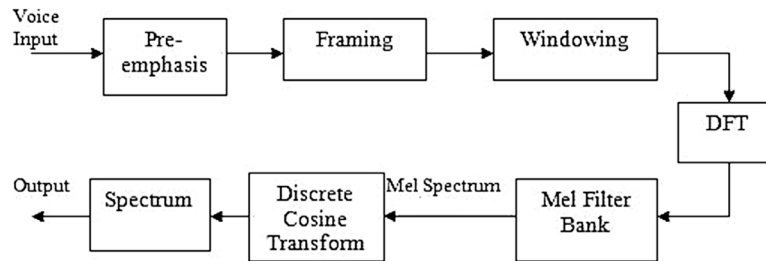 Voice
Input
Pre-
emphasis
Framing
Windowing
DFT
Output
Spectrum
Discrete
Cosine
Transform
Mel Spectrum
Mel Filter
Bank